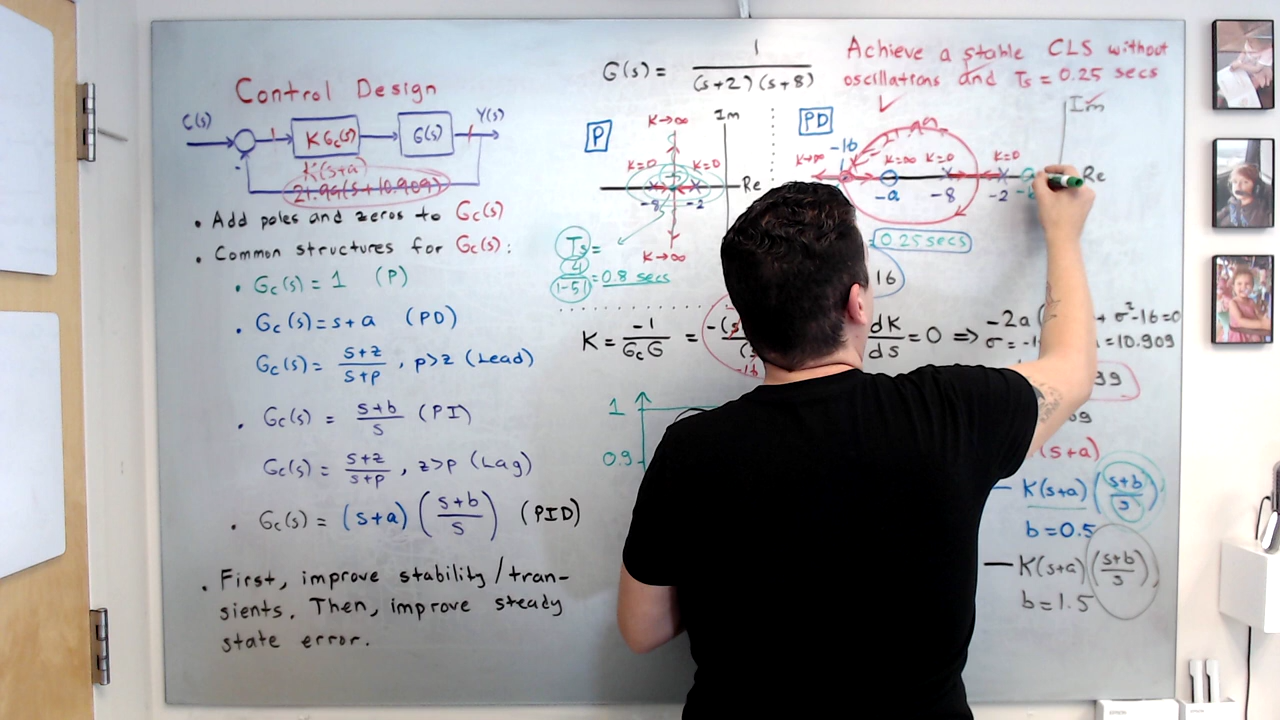 Control Design
C(s)
Y(s)
K Gc(s)
G(s)
-
K(s+a)
21.99(s+10.909)
• Add poles and zeros to Gc(s)
• Common structures for Gc(s):
• Gc(s) = 1 (P)
• Gc(s) = s+a (PD)
Gc(s) = s+z / s+p , p>z (Lead)
• Gc(s) = s+b / s (PI)
Gc(s) = s+z / s+p , z>p (Lag)
• Gc(s) = (s+a) (s+b / s) (PID)
• First, improve stability/tran-
sients. Then, improve steady
state error.
G(s) = 1 / (s+2)(s+8)
Achieve a stable CLS without
oscillations and Ts = 0.25 secs
P
K→∞
Im
K=0
K=0
Re
-8
-2
K→∞
Ts =
4 / |-5| = 0.8 secs
PD
Im
-16
K→∞
K=∞
K=0
K=0
Re
-a
-8
-2
= 0.25 secs
16
K = -1 / GcG = -(s
dK / ds = 0 ⇒ -2a( + σ²-16=0
= 10.909
99
1
0.9
(s+a)
— K(s+a) (s+b / s)
b = 0.5
— K(s+a) (s+b / s)
b = 1.5
EPSON
EPSON